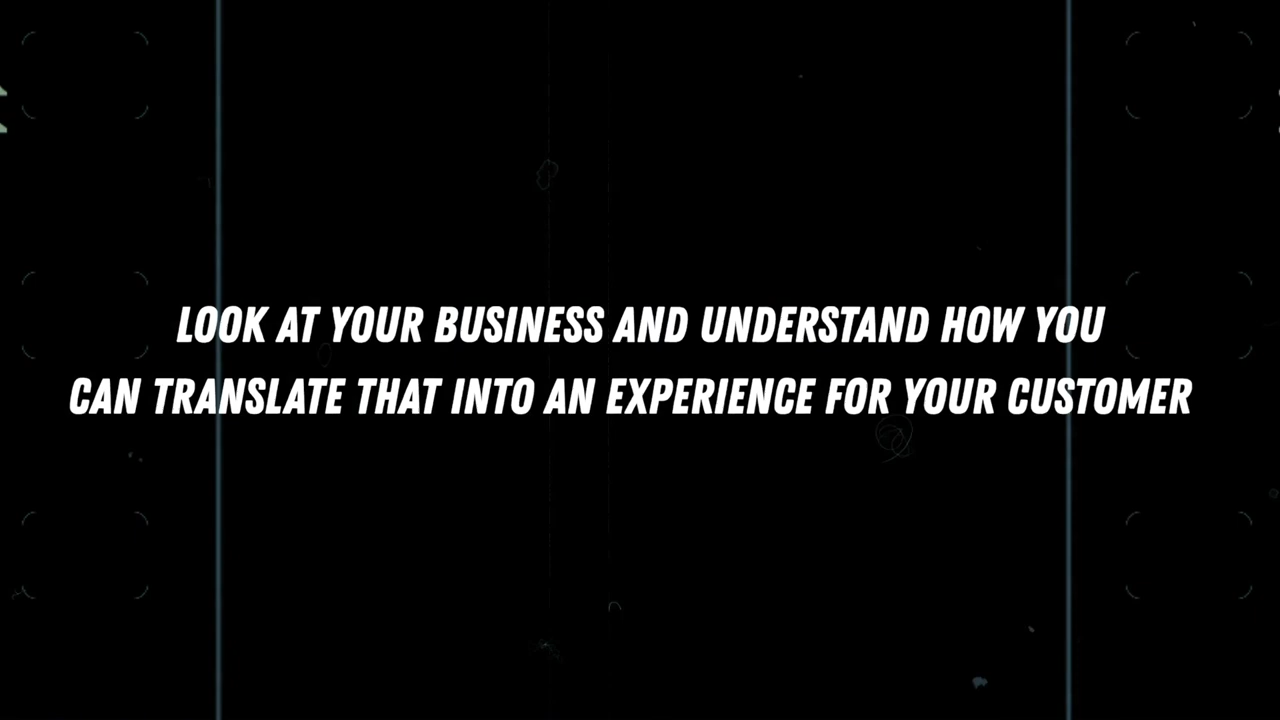 LOOK AT YOUR BUSINESS AND UNDERSTAND HOW YOU
CAN TRANSLATE THAT INTO AN EXPERIENCE FOR YOUR CUSTOMER